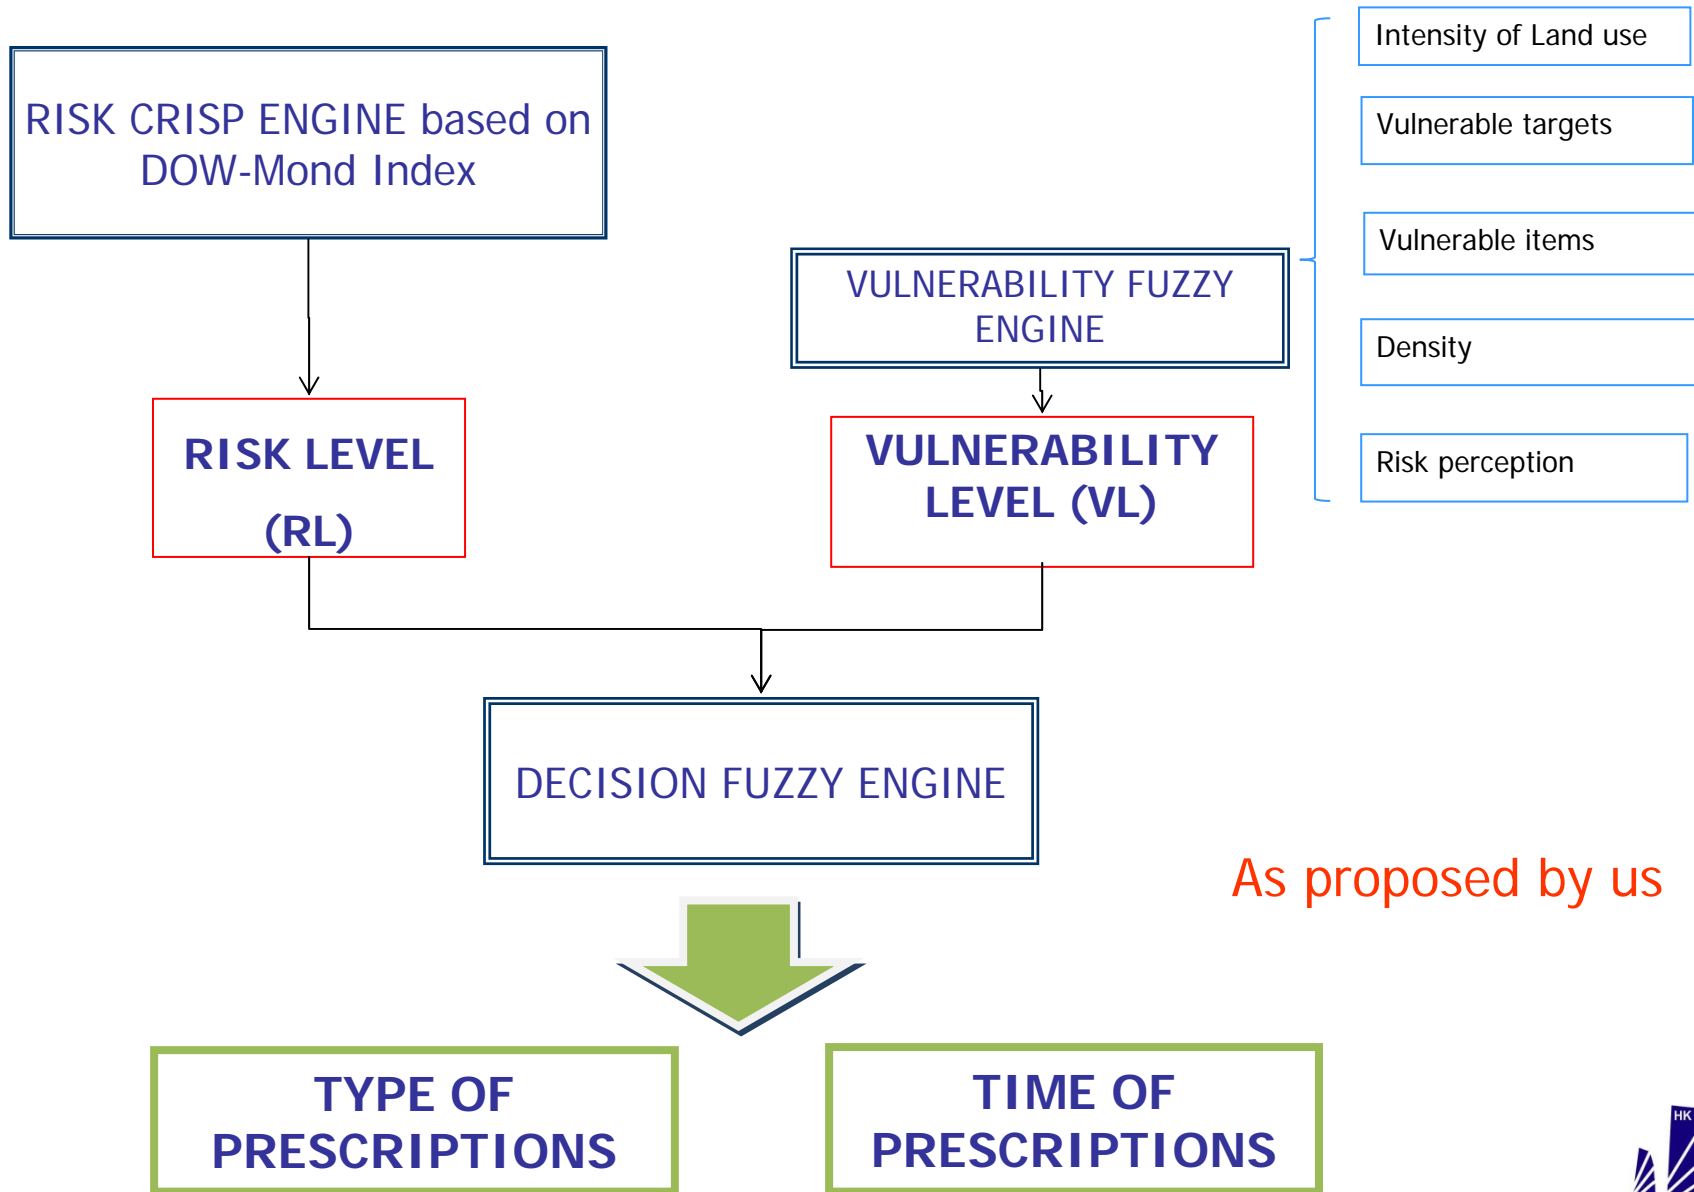 RISK CRISP ENGINE based on
DOW-Mond Index
VULNERABILITY FUZZY
ENGINE
Intensity of Land use
Vulnerable targets
Vulnerable items
Density
Risk perception
RISK LEVEL
(RL)
VULNERABILITY
LEVEL (VL)
DECISION FUZZY ENGINE
As proposed by us
TYPE OF
PRESCRIPTIONS
TIME OF
PRESCRIPTIONS
HK